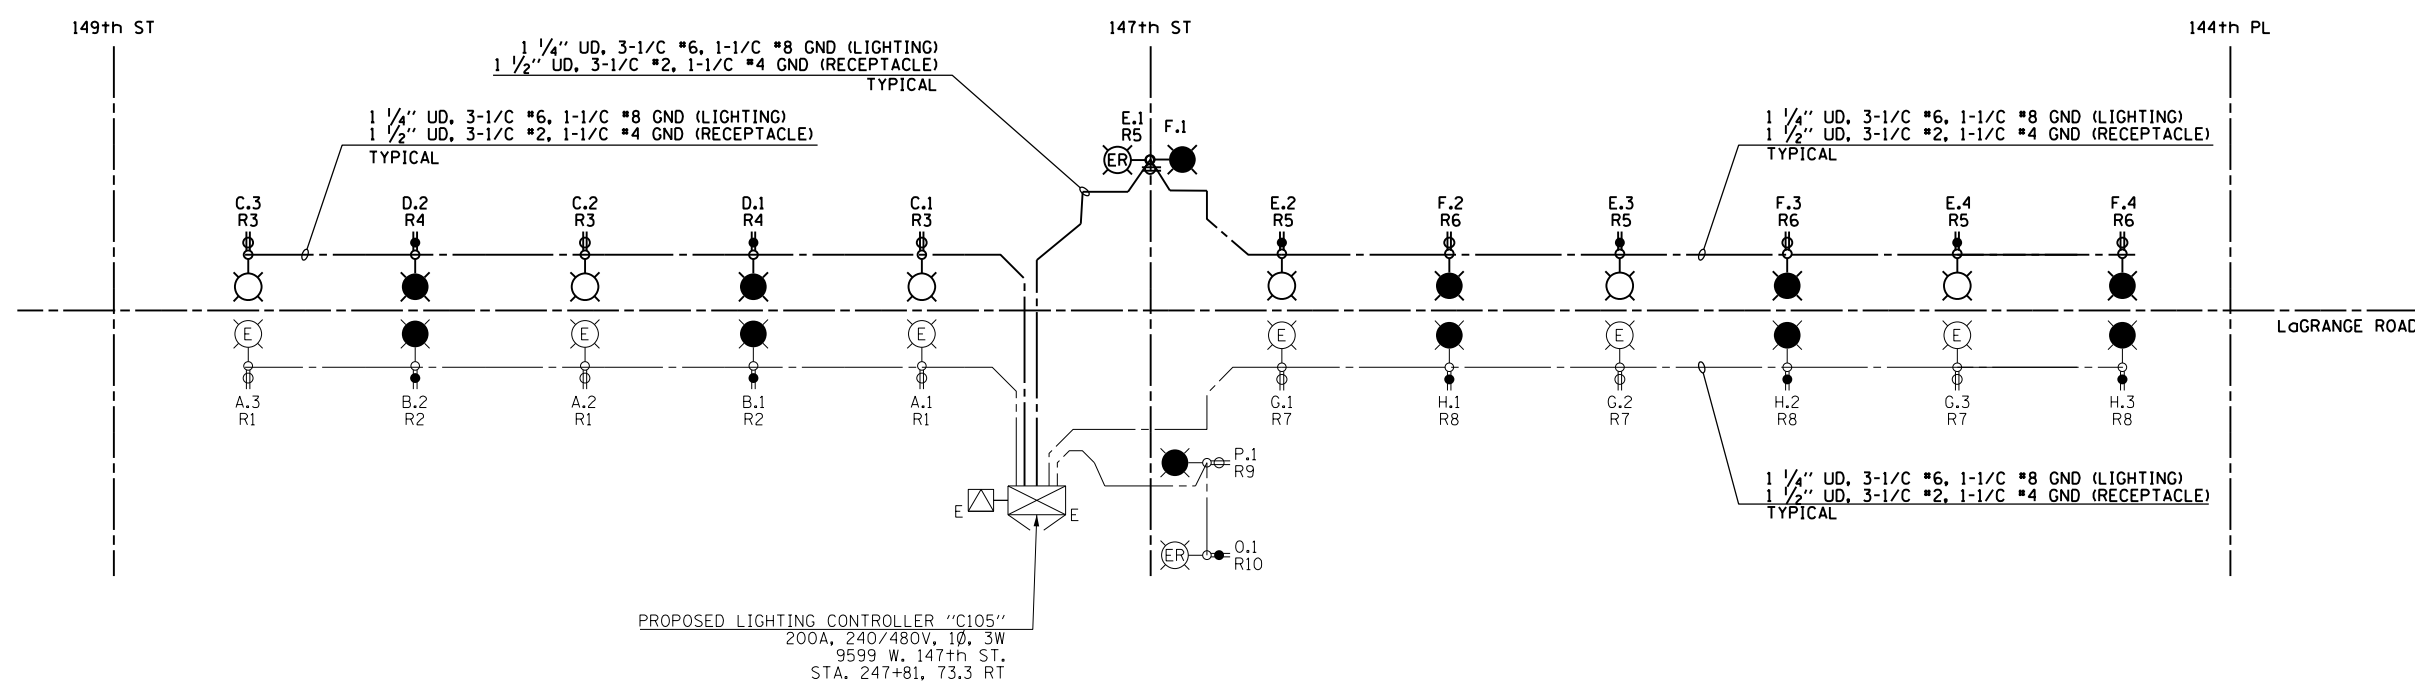 149th ST
147th ST
144th PL
1 1/4" UD, 3-1/C #6, 1-1/C #8 GND (LIGHTING)
1 1/2" UD, 3-1/C #2, 1-1/C #4 GND (RECEPTACLE)
TYPICAL
1 1/4" UD, 3-1/C #6, 1-1/C #8 GND (LIGHTING)
1 1/2" UD, 3-1/C #2, 1-1/C #4 GND (RECEPTACLE)
TYPICAL
E.1
R5
F.1
ER
1 1/4" UD, 3-1/C #6, 1-1/C #8 GND (LIGHTING)
1 1/2" UD, 3-1/C #2, 1-1/C #4 GND (RECEPTACLE)
TYPICAL
C.3 D.2 C.2 D.1 C.1 E.2 F.2 E.3 F.3 E.4 F.4
R3 R4 R3 R4 R3 R5 R6 R5 R6 R5 R6
LaGRANGE ROAD
E E E E E E
A.3 B.2 A.2 B.1 A.1 G.1 H.1 G.2 H.2 G.3 H.3
R1 R2 R1 R2 R1 R7 R8 R7 R8 R7 R8
P.1
R9
E
E
ER
O.1
R10
1 1/4" UD, 3-1/C #6, 1-1/C #8 GND (LIGHTING)
1 1/2" UD, 3-1/C #2, 1-1/C #4 GND (RECEPTACLE)
TYPICAL
PROPOSED LIGHTING CONTROLLER "C105"
200A, 240/480V, 1Ø, 3W
9599 W. 147th ST.
STA. 247+81, 73.3 RT